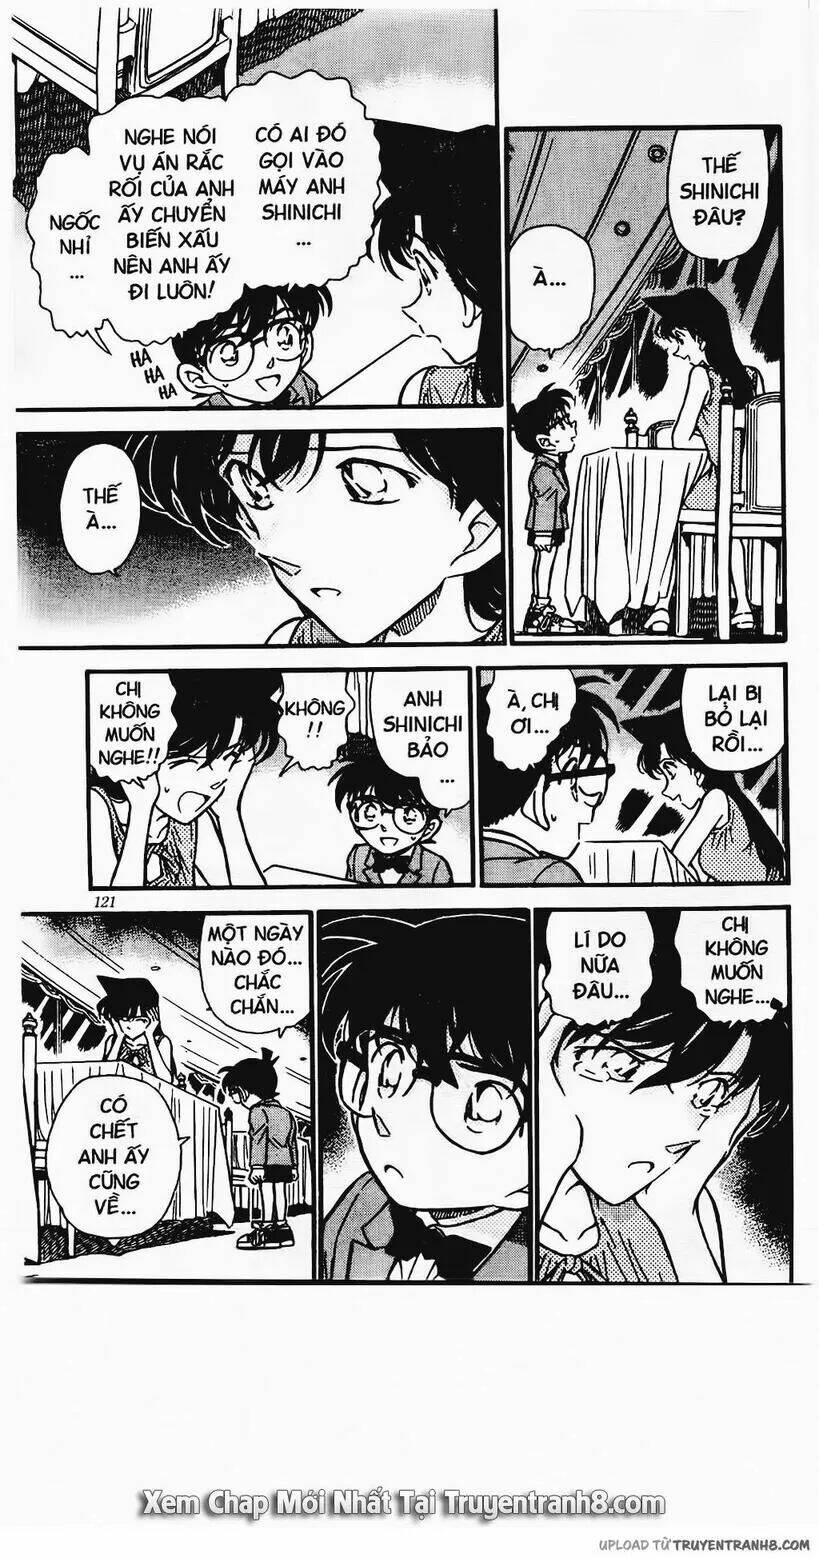 THẾ
SHINICHI
ĐÂU?
À...
CÓ AI ĐÓ
GỌI VÀO
MÁY ANH
SHINICHI
...
NGHE NÓI
VỤ ÁN RẮC
RỐI CỦA ANH
ẤY CHUYỂN
BIẾN XẤU
NÊN ANH ẤY
ĐI LUÔN!
NGỐC
NHỈ
...
HA
HA
HA
THẾ
À...
LẠI BỊ
BỎ LẠI
RỒI...
À, CHỊ
ƠI...
ANH
SHINICHI
BẢO
...
KHÔNG
!!
CHỊ
KHÔNG
MUỐN
NGHE!!
121
CHỊ
KHÔNG
MUỐN
NGHE...
LÍ DO
NỮA
ĐÂU...
MỘT NGÀY
NÀO ĐÓ...
CHẮC
CHẮN...
CÓ
CHẾT
ANH ẤY
CŨNG
VỀ...
Xem Chap Mới Nhất Tại Truyentranh8.com
UPLOAD TỪ TRUYENTRANH8.COM